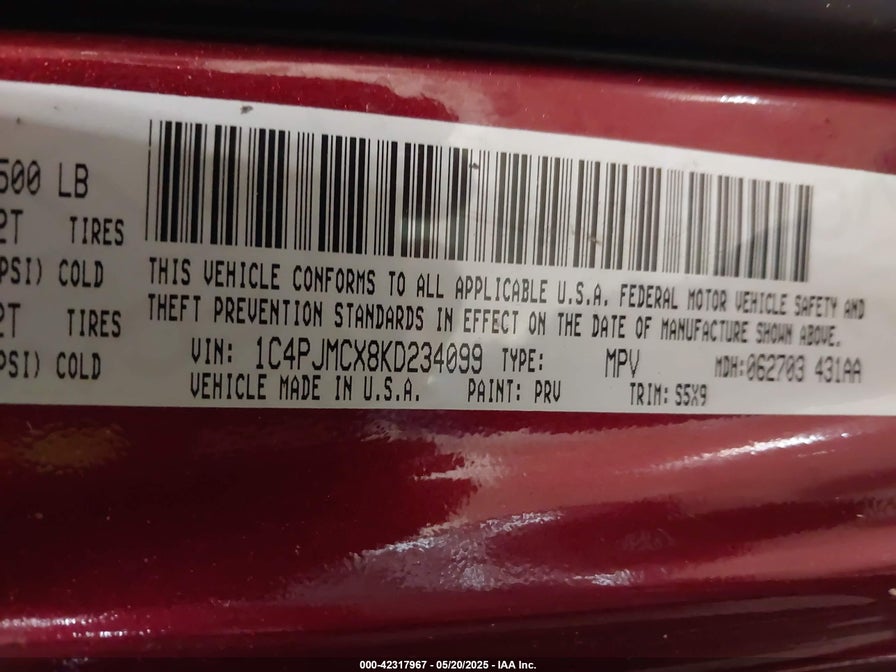 500 LB
2T TIRES
PSI) COLD
2T TIRES
PSI) COLD
THIS VEHICLE CONFORMS TO ALL APPLICABLE U.S.A. FEDERAL MOTOR VEHICLE SAFETY AND
THEFT PREVENTION STANDARDS IN EFFECT ON THE DATE OF MANUFACTURE SHOWN ABOVE.
VIN: 1C4PJMCX8KD234099 TYPE: MPV MDH:062703 431AA
VEHICLE MADE IN U.S.A. PAINT: PRV TRIM: S5X9
000-42317967 - 05/20/2025 - IAA Inc.